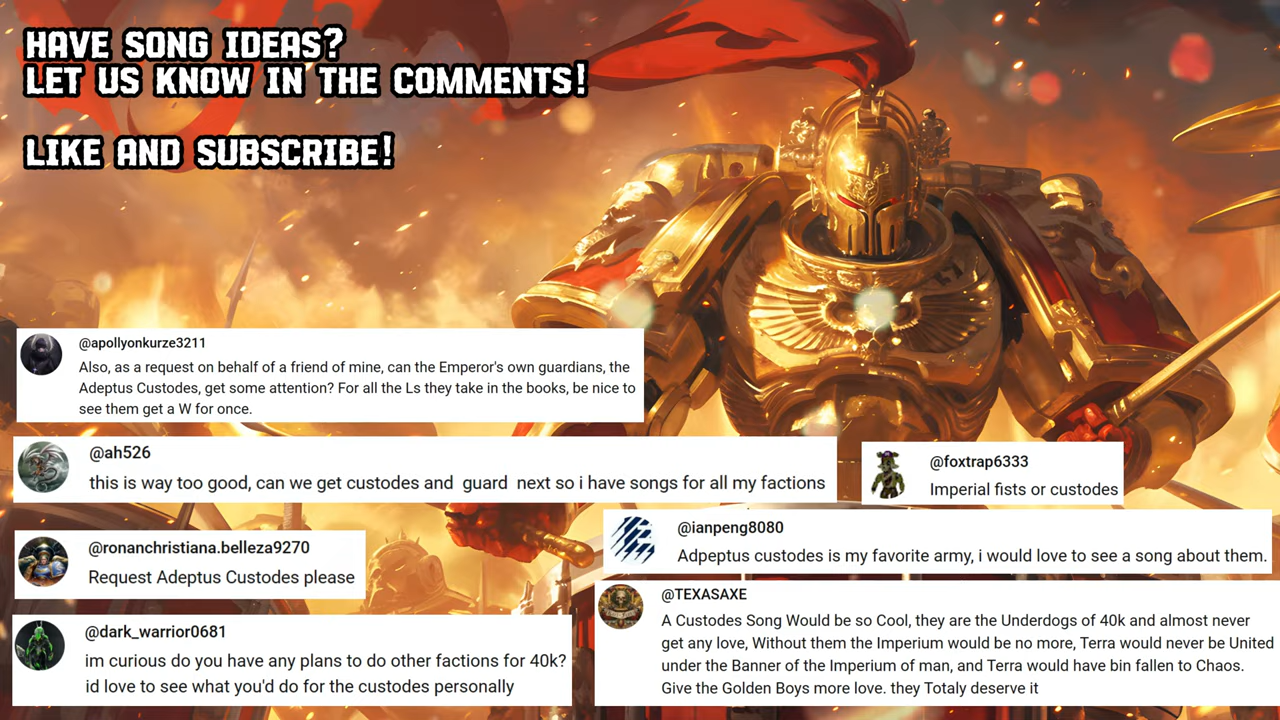 HAVE SONG IDEAS?
LET US KNOW IN THE COMMENTS!
LIKE AND SUBSCRIBE!
@apollyonkurze3211
Also, as a request on behalf of a friend of mine, can the Emperor's own guardians, the
Adeptus Custodes, get some attention? For all the Ls they take in the books, be nice to
see them get a W for once.
@ah526
this is way too good, can we get custodes and guard next so i have songs for all my factions
@foxtrap6333
Imperial fists or custodes
@ronanchristiana.belleza9270
Request Adeptus Custodes please
@ianpeng8080
Adpeptus custodes is my favorite army, i would love to see a song about them.
@dark_warrior0681
im curious do you have any plans to do other factions for 40k?
id love to see what you'd do for the custodes personally
@TEXASAXE
A Custodes Song Would be so Cool, they are the Underdogs of 40k and almost never
get any love, Without them the Imperium would be no more, Terra would never be United
under the Banner of the Imperium of man, and Terra would have bin fallen to Chaos.
Give the Golden Boys more love. they Totaly deserve it